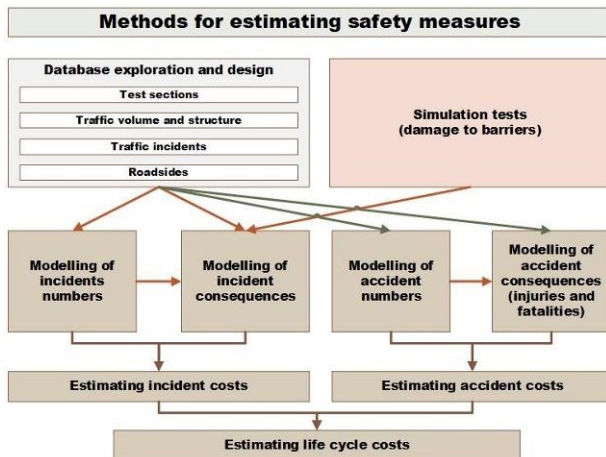 Methods for estimating safety measures
Database exploration and design
Test sections
Traffic volume and structure
Traffic incidents
Roadsides
Simulation tests
(damage to barriers)
Modelling of
incidents
numbers
Modelling of
incident
consequences
Modelling of
accident
numbers
Modelling of
accident
consequences
(injuries and
fatalities)
Estimating incident costs
Estimating accident costs
Estimating life cycle costs